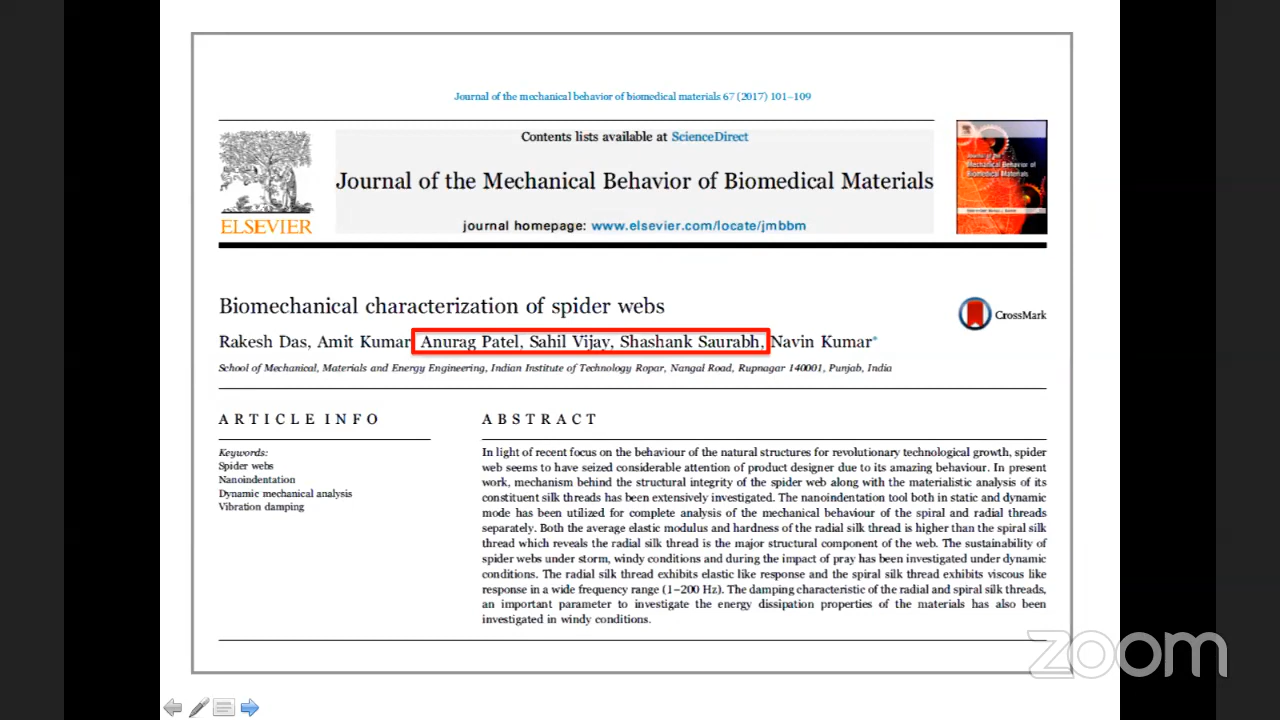 Journal of the mechanical behavior of biomedical materials 67 (2017) 101–109
Contents lists available at ScienceDirect
Journal of the Mechanical Behavior of Biomedical Materials
journal homepage: www.elsevier.com/locate/jmbbm
ELSEVIER
Journal of the
Mechanical Behavior of
Biomedical Materials
Biomechanical characterization of spider webs
CrossMark
Rakesh Das, Amit Kumar, Anurag Patel, Sahil Vijay, Shashank Saurabh, Navin Kumar*
School of Mechanical, Materials and Energy Engineering, Indian Institute of Technology Ropar, Nangal Road, Rupnagar 140001, Punjab, India
ARTICLE INFO
Keywords:
Spider webs
Nanoindentation
Dynamic mechanical analysis
Vibration damping
ABSTRACT
In light of recent focus on the behaviour of the natural structures for revolutionary technological growth, spider
web seems to have seized considerable attention of product designer due to its amazing behaviour. In present
work, mechanism behind the structural integrity of the spider web along with the materialistic analysis of its
constituent silk threads has been extensively investigated. The nanoindentation tool both in static and dynamic
mode has been utilized for complete analysis of the mechanical behaviour of the spiral and radial threads
separately. Both the average elastic modulus and hardness of the radial silk thread is higher than the spiral silk
thread which reveals the radial silk thread is the major structural component of the web. The sustainability of
spider webs under storm, windy conditions and during the impact of pray has been investigated under dynamic
conditions. The radial silk thread exhibits elastic like response and the spiral silk thread exhibits viscous like
response in a wide frequency range (1–200 Hz). The damping characteristic of the radial and spiral silk threads,
an important parameter to investigate the energy dissipation properties of the materials has also been
investigated in windy conditions.
zoom